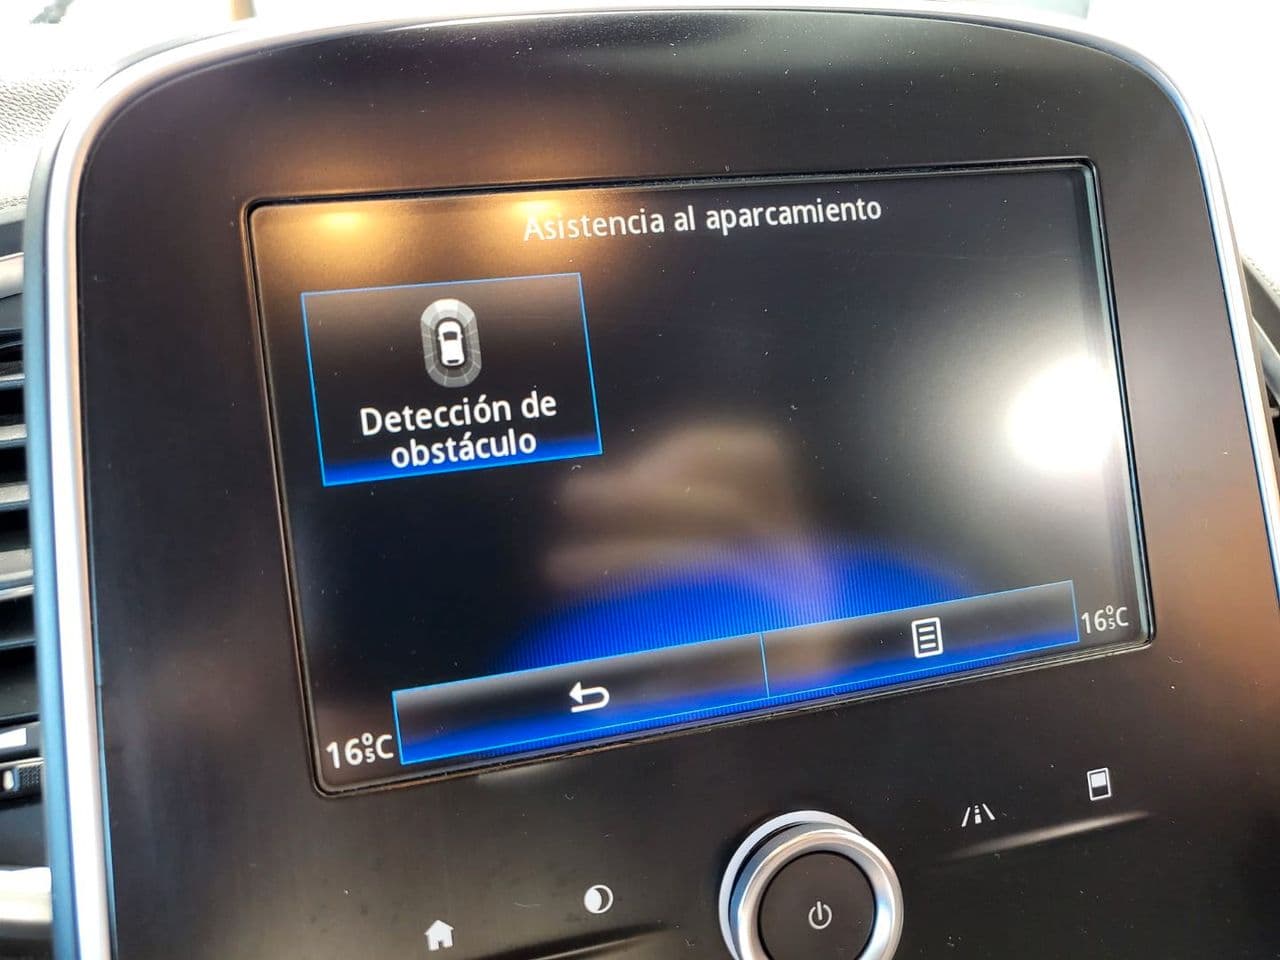 Asistencia al aparcamiento
Detección de
obstáculo
16°5C
16°5C